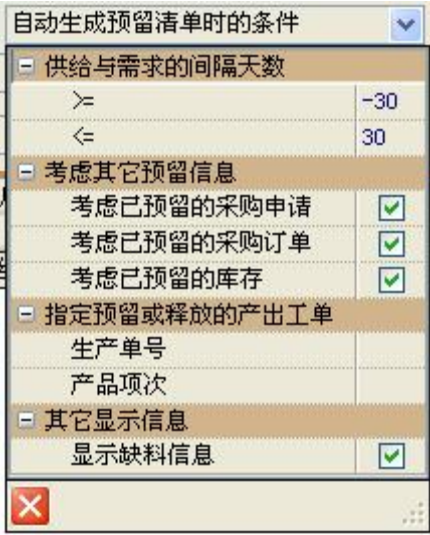 自动生成预留清单时的条件
供给与需求的间隔天数
>= -30
<= 30
考虑其它预留信息
考虑已预留的采购申请
考虑已预留的采购订单
考虑已预留的库存
指定预留或释放的产出工单
生产单号
产品项次
其它显示信息
显示缺料信息